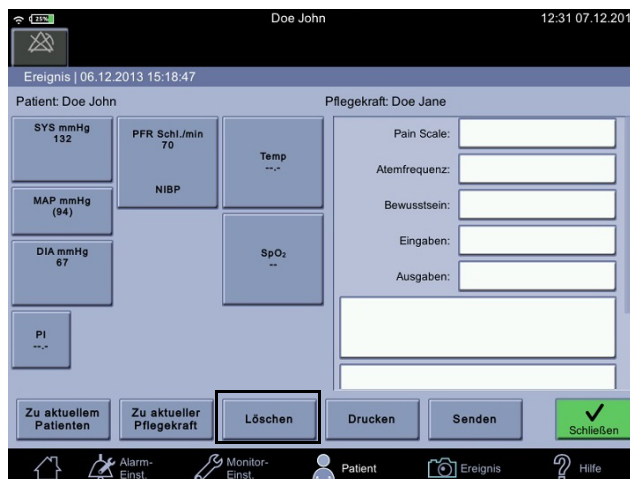 25%
Doe John
12:31 07.12.201
Ereignis | 06.12.2013 15:18:47
Patient: Doe John
Pflegekraft: Doe Jane
SYS mmHg
132
PFR Schl./min
70
NIBP
Temp
--.-
MAP mmHg
(94)
DIA mmHg
67
SpO₂
--
PI
--.-
Pain Scale:
Atemfrequenz:
Bewusstsein:
Eingaben:
Ausgaben:
Zu aktuellem
Patienten
Zu aktueller
Pflegekraft
Löschen
Drucken
Senden
Schließen
Alarm-
Einst.
Monitor-
Einst.
Patient
Ereignis
Hilfe